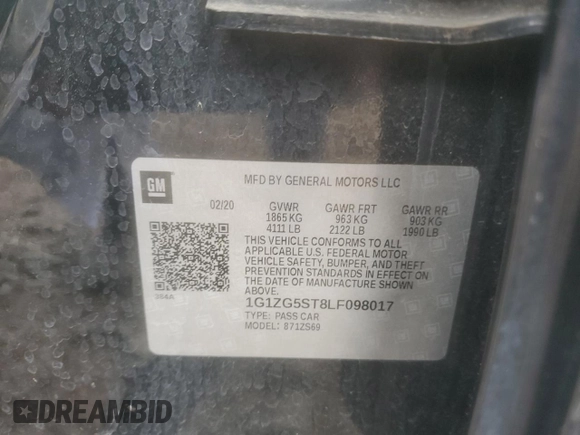 GM
MFD BY GENERAL MOTORS LLC
02/20 GVWR GAWR FRT GAWR RR
1865 KG 963 KG 903 KG
4111 LB 2122 LB 1990 LB
THIS VEHICLE CONFORMS TO ALL
APPLICABLE U.S. FEDERAL MOTOR
VEHICLE SAFETY, BUMPER, AND THEFT
PREVENTION STANDARDS IN EFFECT ON
THE DATE OF MANUFACTURE SHOWN
ABOVE.
1G1ZG5ST8LF098017
TYPE: PASS CAR
MODEL: 871ZS69
DREAMBID